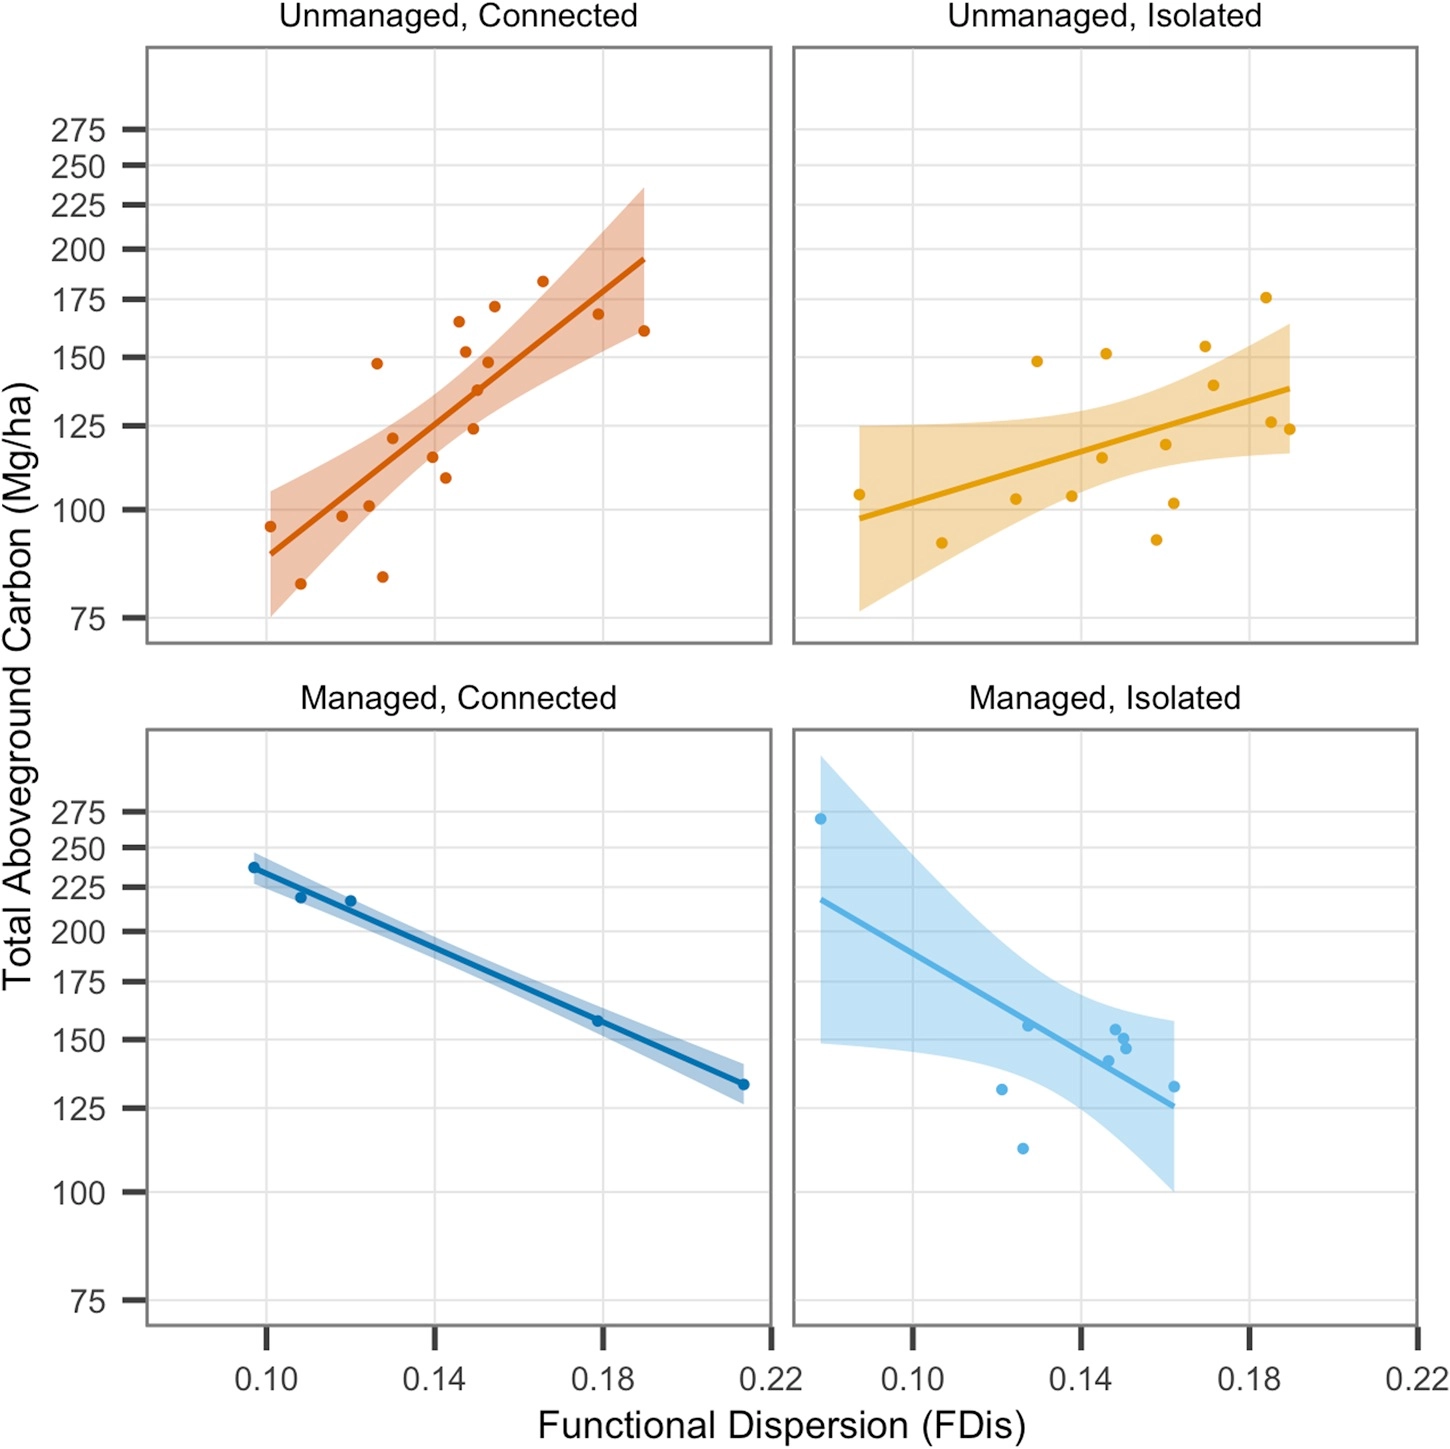 Unmanaged, Connected
Unmanaged, Isolated
275
250
225
200
175
150
125
100
75
Total Aboveground Carbon (Mg/ha)
Managed, Connected
Managed, Isolated
275
250
225
200
175
150
125
100
75
0.10 0.14 0.18 0.22 0.10 0.14 0.18 0.22
Functional Dispersion (FDis)